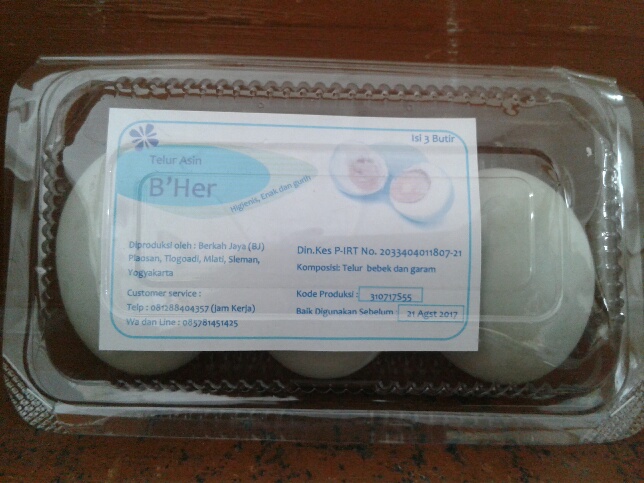 Isi 3 Butir
Telur Asin
B'Her
Higienis, Enak dan gurih
Diproduksi oleh : Berkah Jaya (BJ)
Plaosan, Tlogoadi, Mlati, Sleman,
Yogyakarta
Customer service :
Telp : 081288404357 (Jam Kerja)
Wa dan Line : 085781451425
Din.Kes P-IRT No. 2033404011807-21
Komposisi: Telur bebek dan garam
Kode Produksi : 310717S55
Baik Digunakan Sebelum : 21 Agst 2017